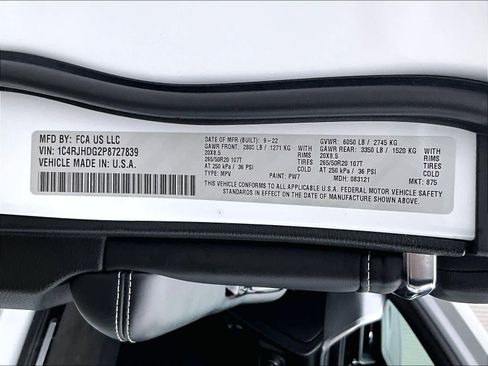 MFD BY: FCA US LLC
VIN: 1C4RJHDG2P8727839
VEHICLE MADE IN: U.S.A.
DATE OF MFR (BUILT): 9-22
GVWR: 6050 LB / 2745 KG
GAWR FRONT: 2800 LB / 1271 KG WITH
GAWR REAR: 3350 LB / 1520 KG WITH
20X8.5 RIMS
20X8.5 RIMS
265/50R20 107T TIRES
265/50R20 107T TIRES
AT 250 kPa / 36 PSI COLD
AT 250 kPa / 36 PSI COLD
TYPE: MPV PAINT: PW7 MDH: 083121 MKT: 875
THIS VEHICLE CONFORMS TO ALL APPLICABLE U.S.A. FEDERAL MOTOR VEHICLE SAFETY
STANDARDS IN EFFECT ON THE DATE OF MANUFACTURE SHOWN ABOVE.